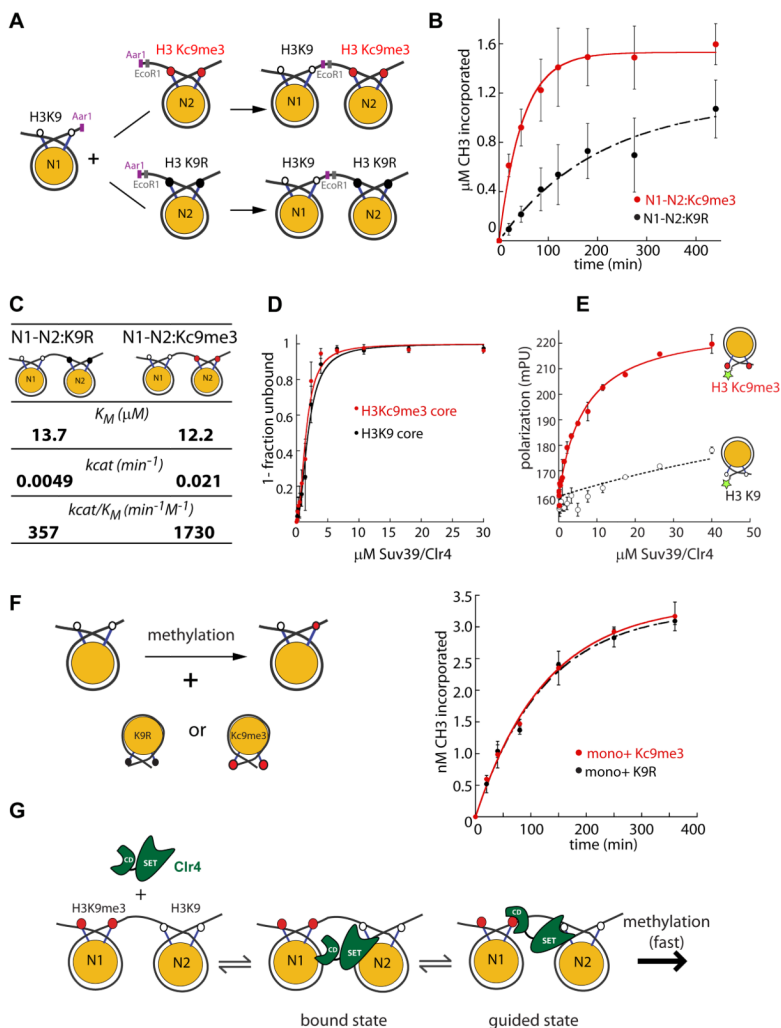 A
H3 Kc9me3
Aar1
EcoR1
N2
H3K9
H3 Kc9me3
EcoR1
N1
N2
H3K9
Aar1
N1
+
Aar1
H3 K9R
EcoR1
N2
H3K9
H3 K9R
EcoR1
N1
N2
B
μM CH3 incorporated
1.6
1.2
0.8
0.4
0
0 100 200 300 400
time (min)
N1-N2:Kc9me3
N1-N2:K9R
C
N1-N2:K9R N1-N2:Kc9me3
N1 N2 N1 N2
KM (μM)
13.7 12.2
kcat (min-1)
0.0049 0.021
kcat/KM (min-1M-1)
357 1730
D
1- fraction unbound
1
0.8
0.6
0.4
0.2
0 5 10 15 20 25 30
μM Suv39/Clr4
H3Kc9me3 core
H3K9 core
E
polarization (mPU)
220
210
200
190
180
170
160
0 10 20 30 40 50
μM Suv39/Clr4
H3 Kc9me3
H3 K9
F
methylation
+
K9R
or
Kc9me3
nM CH3 incorporated
3.5
3.0
2.5
2.0
1.5
1.0
0.5
0
0 100 200 300 400
time (min)
mono+ Kc9me3
mono+ K9R
G
CD SET Clr4
+
H3K9me3 H3K9
N1 N2
CD SET
N1 N2
bound state
CD SET
N1 N2
guided state
methylation
(fast)